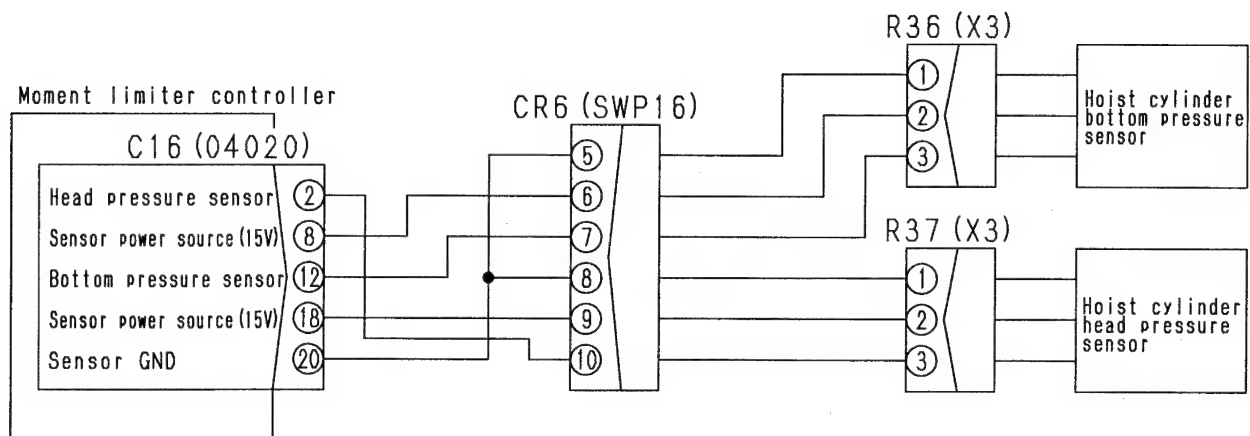 R36 (X3)
①
②
③
Hoist cylinder
bottom pressure
sensor
Moment limiter controller
C16 (04020)
Head pressure sensor ②
Sensor power source (15V) ⑧
Bottom pressure sensor ⑫
Sensor power source (15V) ⑱
Sensor GND ⑳
CR6 (SWP16)
⑤
⑥
⑦
⑧
⑨
⑩
R37 (X3)
①
②
③
Hoist cylinder
head pressure
sensor